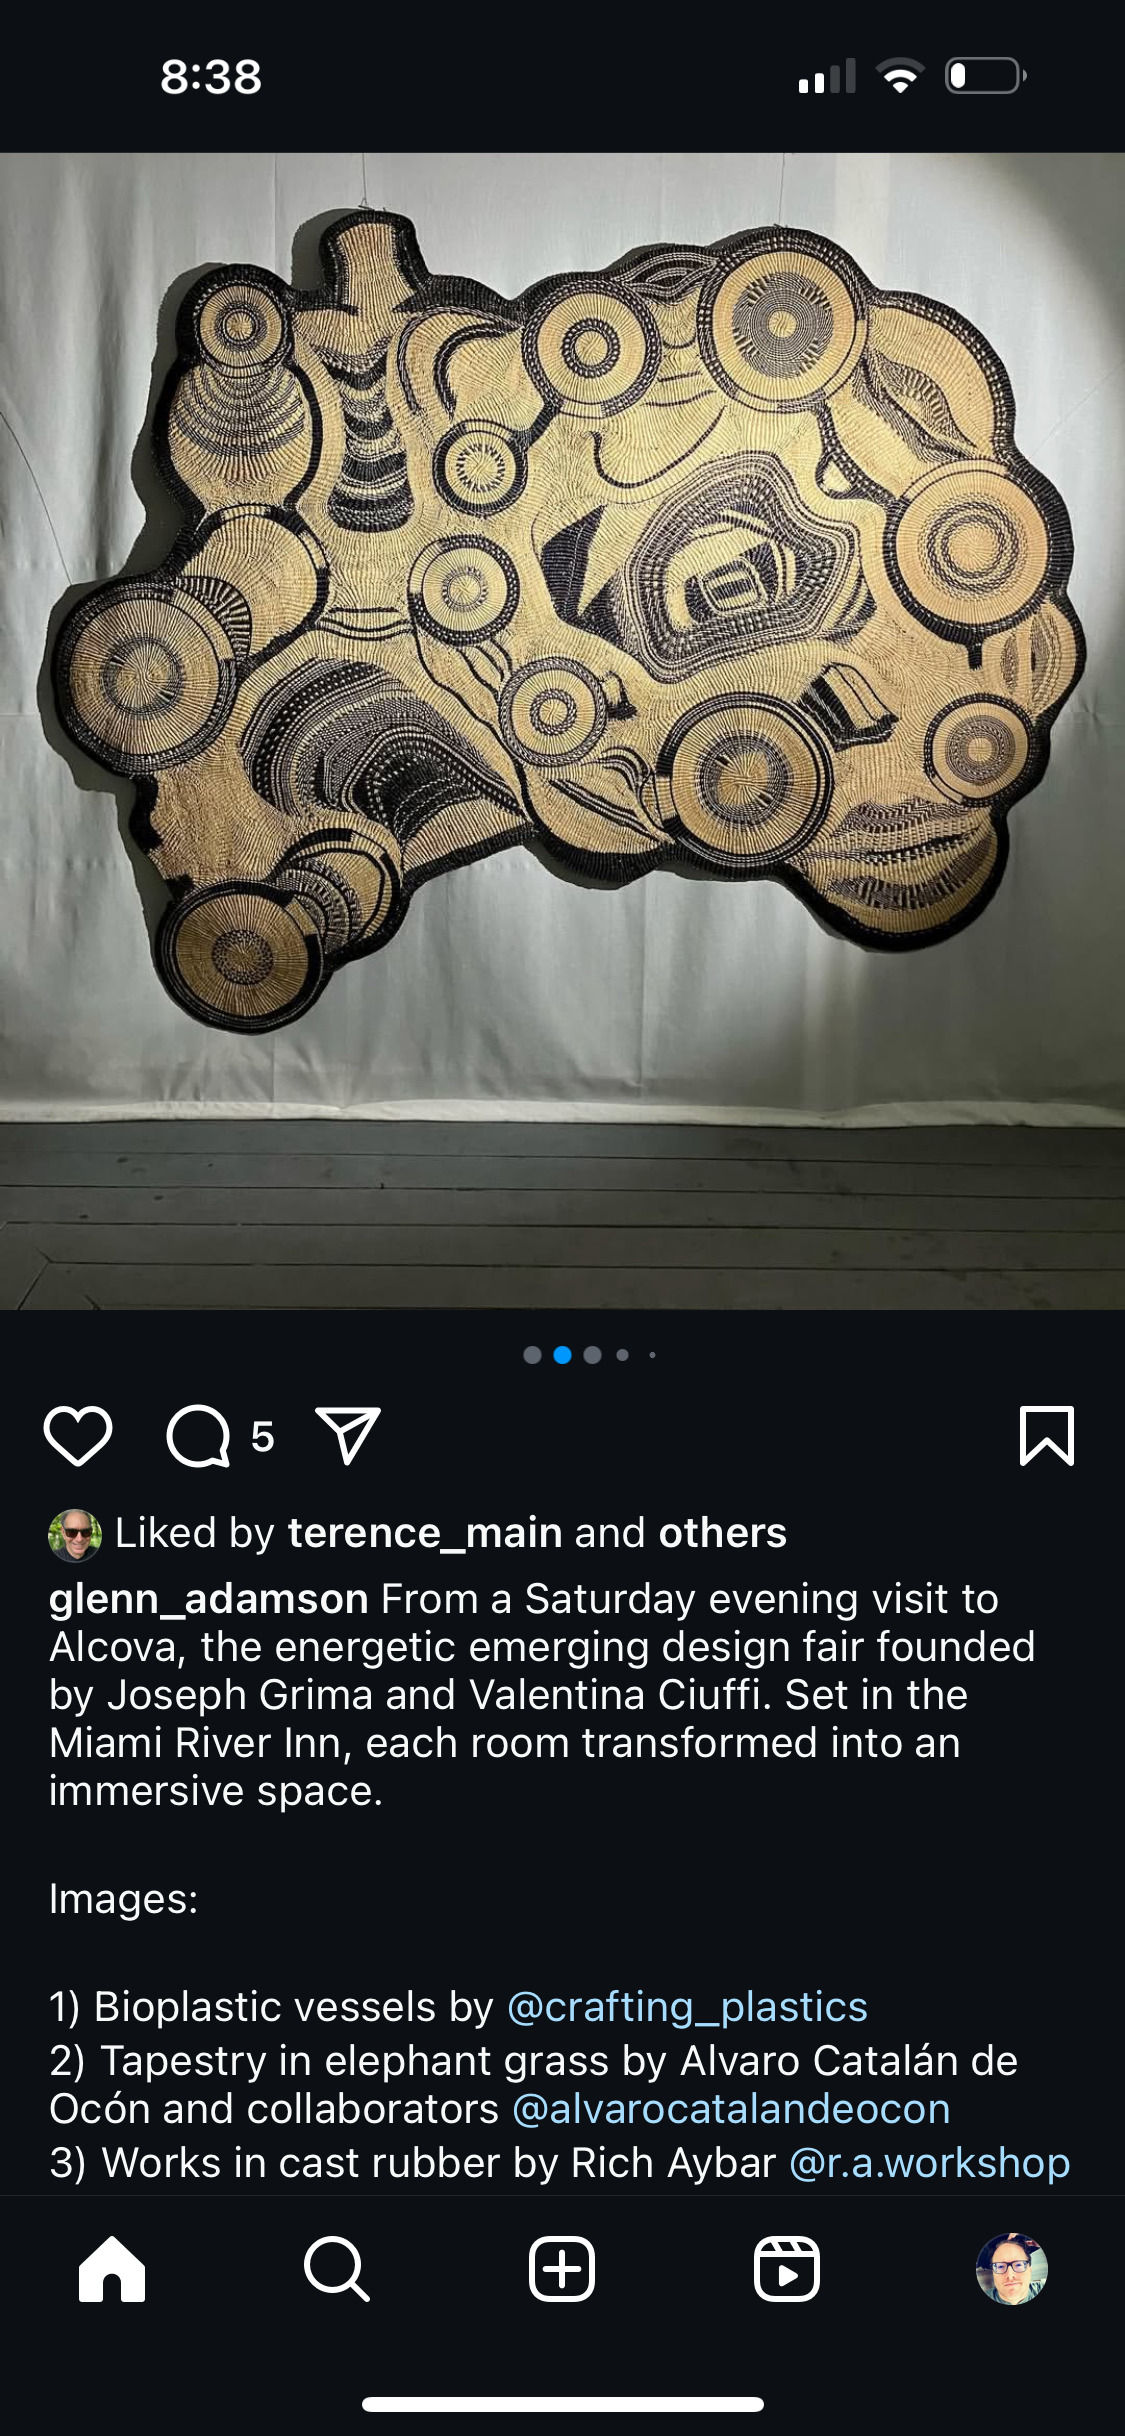 8:38
5
Liked by terence_main and others
glenn_adamson From a Saturday evening visit to
Alcova, the energetic emerging design fair founded
by Joseph Grima and Valentina Ciuffi. Set in the
Miami River Inn, each room transformed into an
immersive space.
Images:
1) Bioplastic vessels by @crafting_plastics
2) Tapestry in elephant grass by Alvaro Catalán de
Ocón and collaborators @alvarocatalandeocon
3) Works in cast rubber by Rich Aybar @r.a.workshop